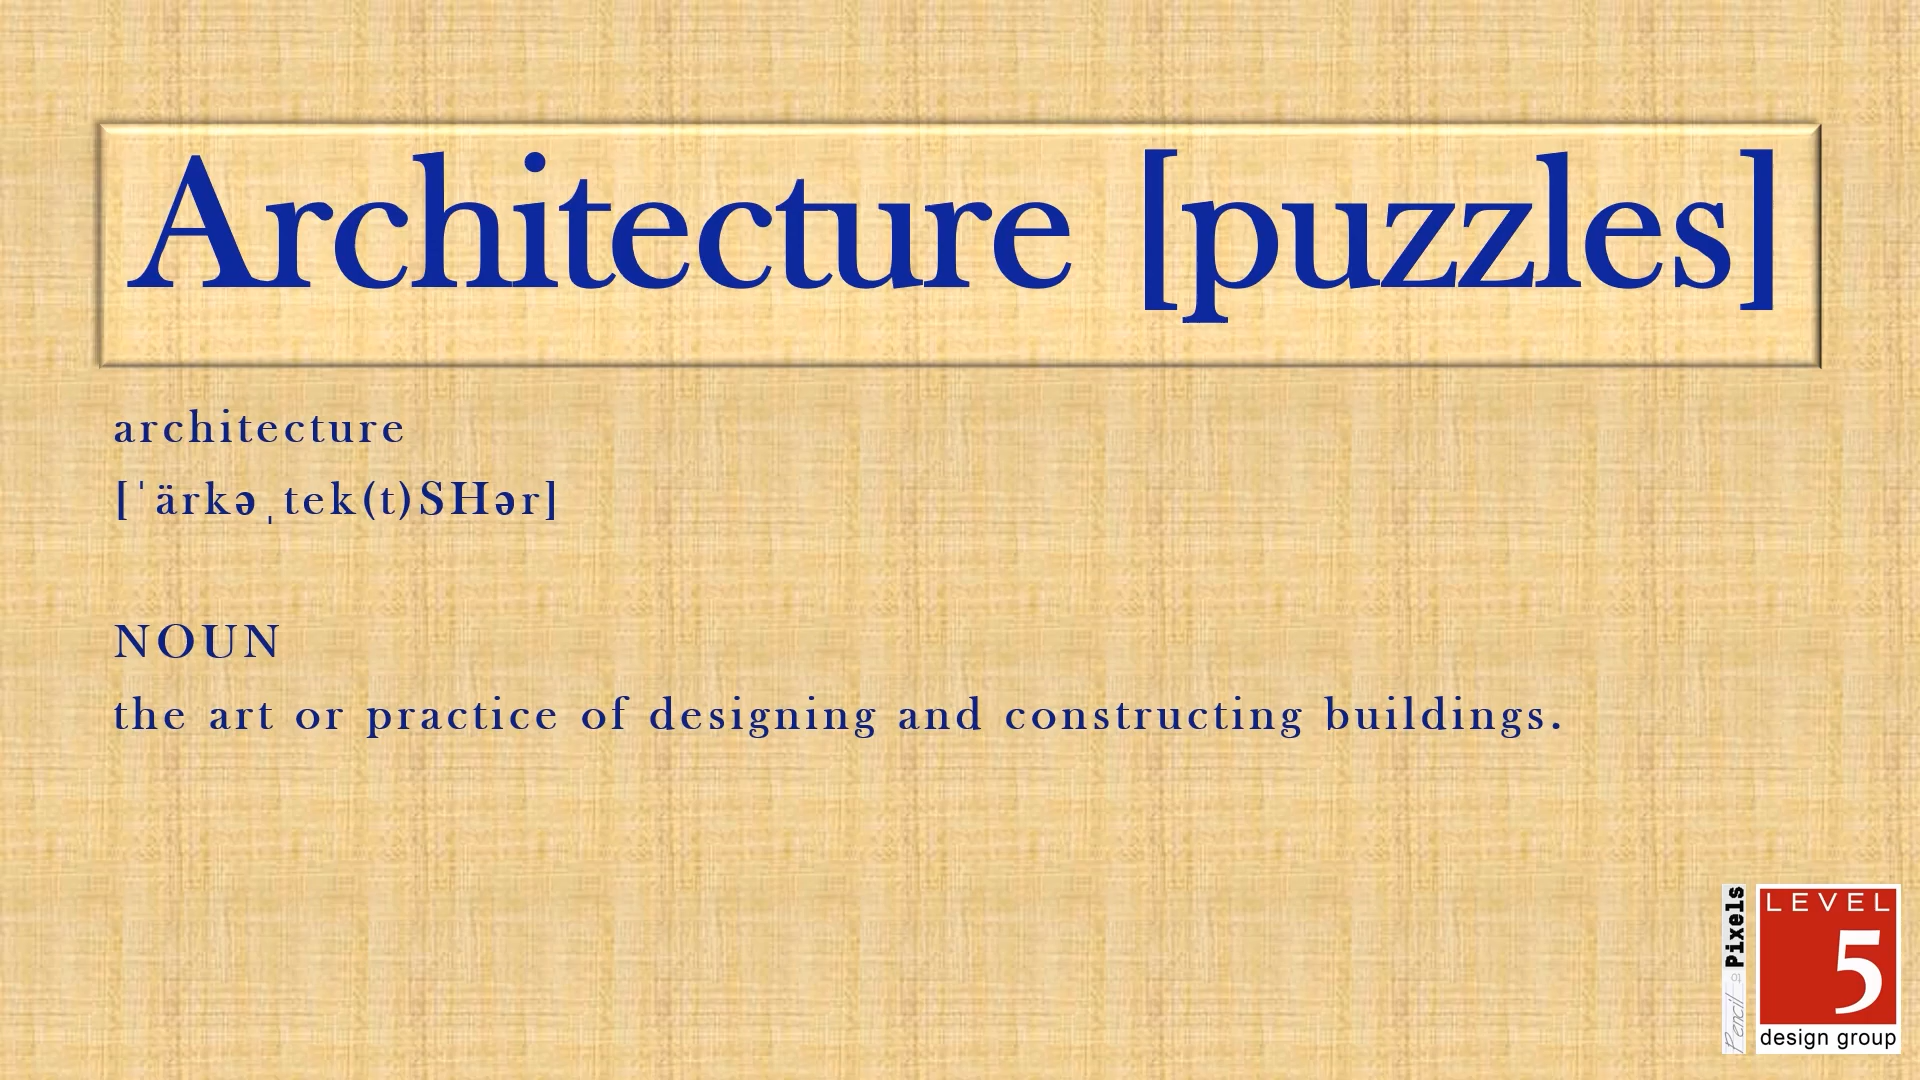 Architecture [puzzles]
architecture
[ˈärkəˌtek(t)SHər]
NOUN
the art or practice of designing and constructing buildings.
Pencil 2 Pixels
LEVEL
5
design group